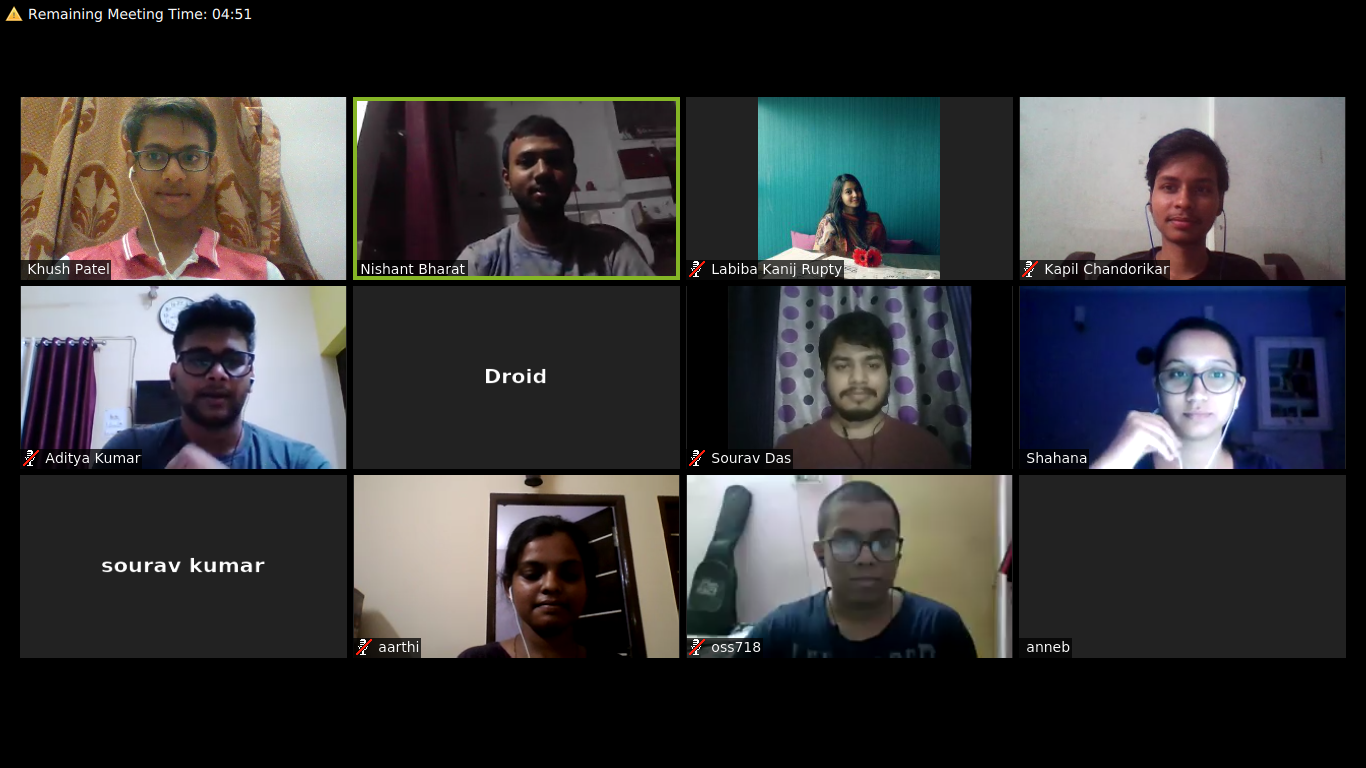 Remaining Meeting Time: 04:51
Khush Patel
Nishant Bharat
Labiba Kanij Rupty
Kapil Chandorikar
Aditya Kumar
Droid
Sourav Das
Shahana
sourav kumar
aarthi
oss718
anneb